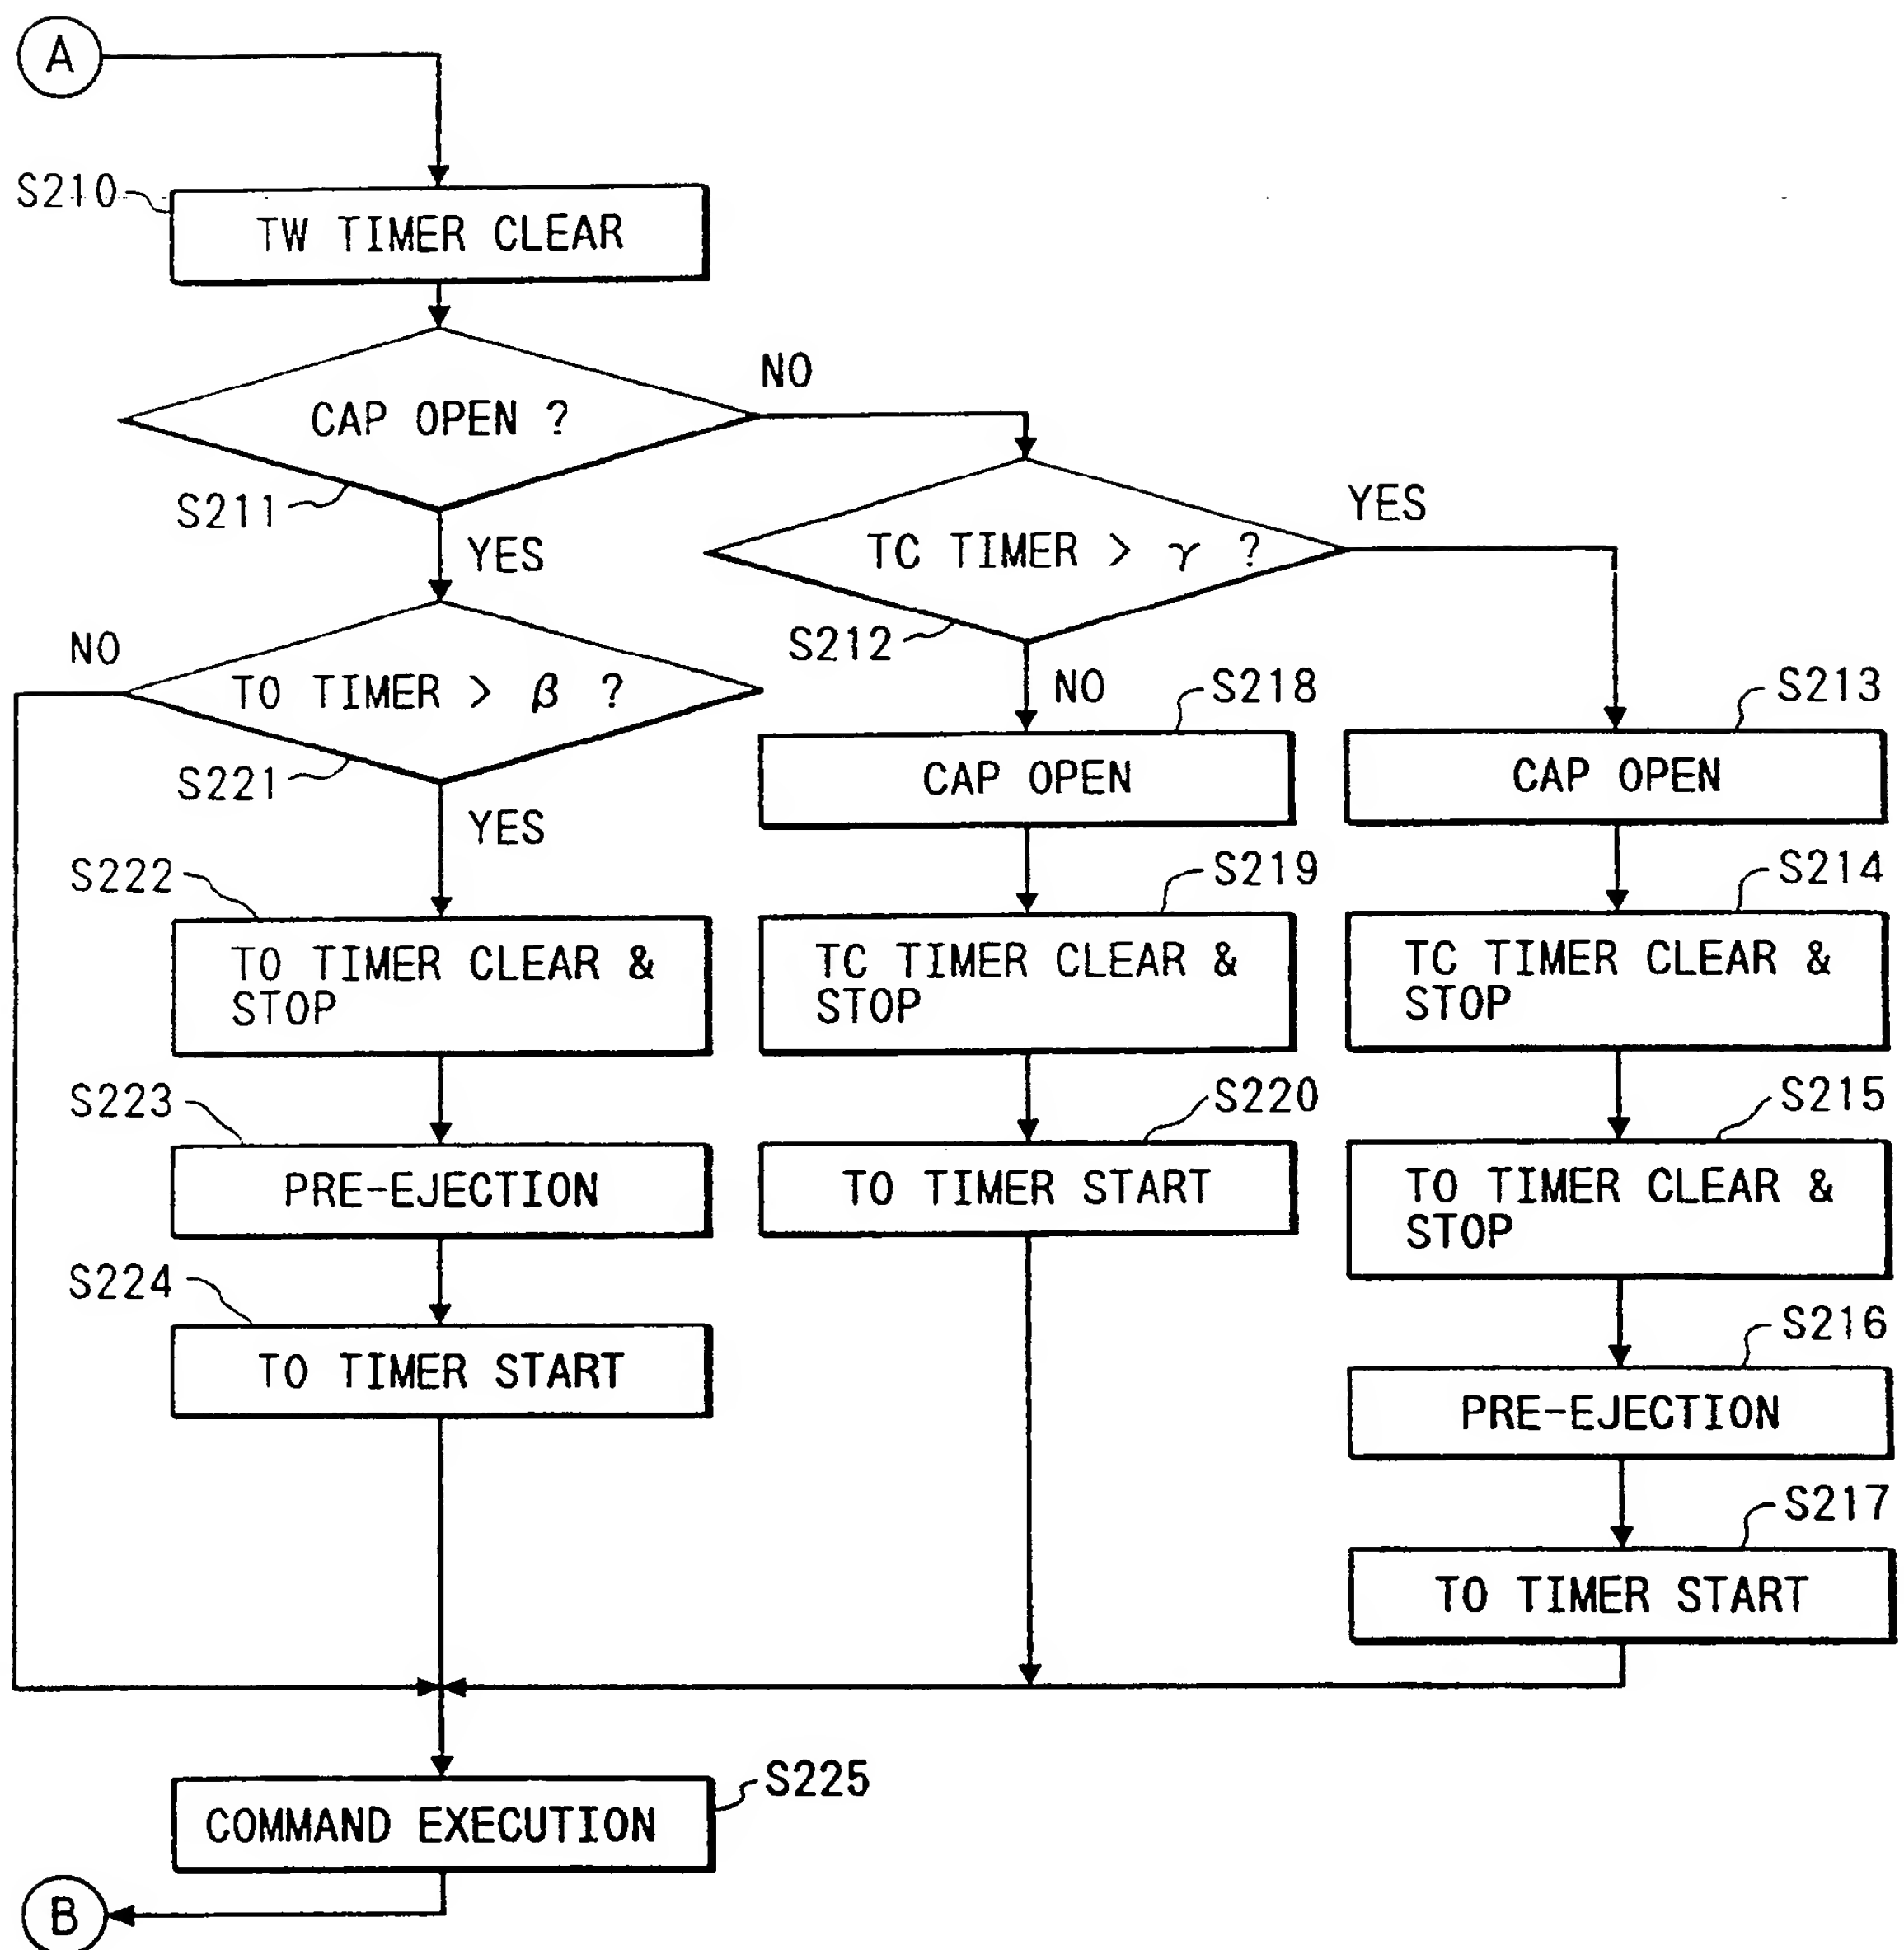 A
S210
TW TIMER CLEAR
CAP OPEN ?
NO
S211
YES
TC TIMER > γ ?
YES
S212
NO
TO TIMER > β ?
NO
S221
YES
S218
CAP OPEN
S213
CAP OPEN
S222
TO TIMER CLEAR &
STOP
S219
TC TIMER CLEAR &
STOP
S214
TC TIMER CLEAR &
STOP
S223
PRE-EJECTION
S220
TO TIMER START
S215
TO TIMER CLEAR &
STOP
S224
TO TIMER START
S216
PRE-EJECTION
S217
TO TIMER START
S225
COMMAND EXECUTION
B